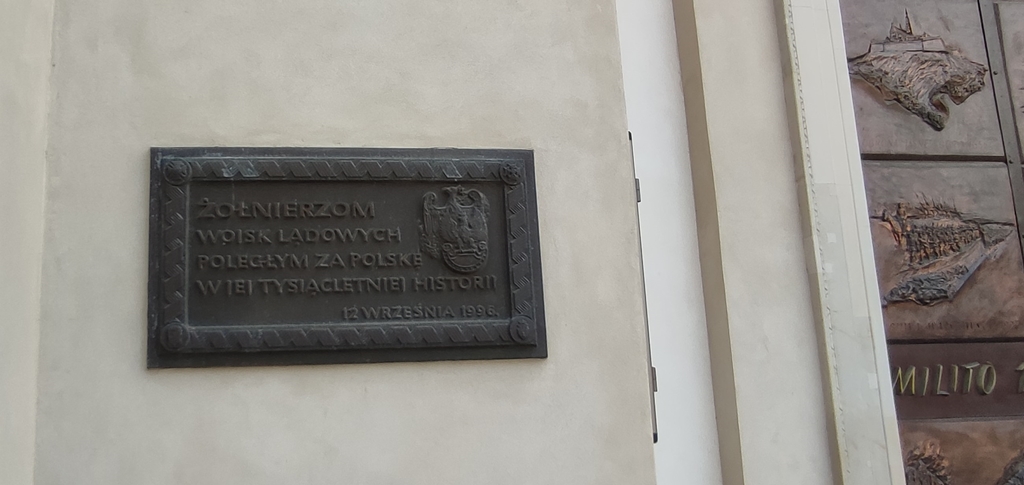 ŻOŁNIERZOM
WOJSK LĄDOWYCH
POLEGŁYM ZA POLSKĘ
W JEJ TYSIĄCLETNIEJ HISTORII
12 WRZEŚNIA 1996
MILITO